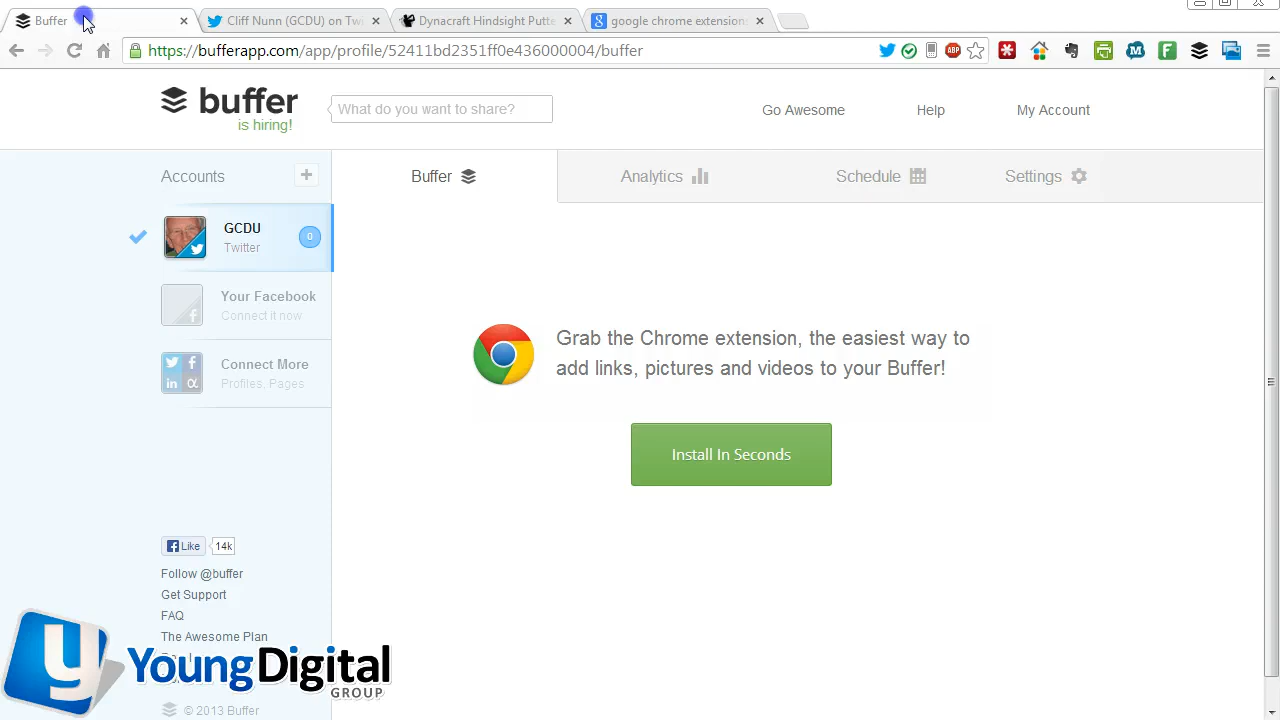 Buffer
Cliff Nunn (GCDU) on Twi
Dynacraft Hindsight Putte
google chrome extension
https://bufferapp.com/app/profile/52411bd2351ff0e436000004/buffer
ABP
buffer
is hiring!
What do you want to share?
Go Awesome
Help
My Account
Accounts
+
Buffer
Analytics
Schedule
Settings
GCDU
Twitter
0
Your Facebook
Connect it now
Connect More
Profiles, Pages
Grab the Chrome extension, the easiest way to
add links, pictures and videos to your Buffer!
Install In Seconds
Like
14k
Follow @buffer
Get Support
FAQ
The Awesome Plan
Young Digital
GROUP
© 2013 Buffer